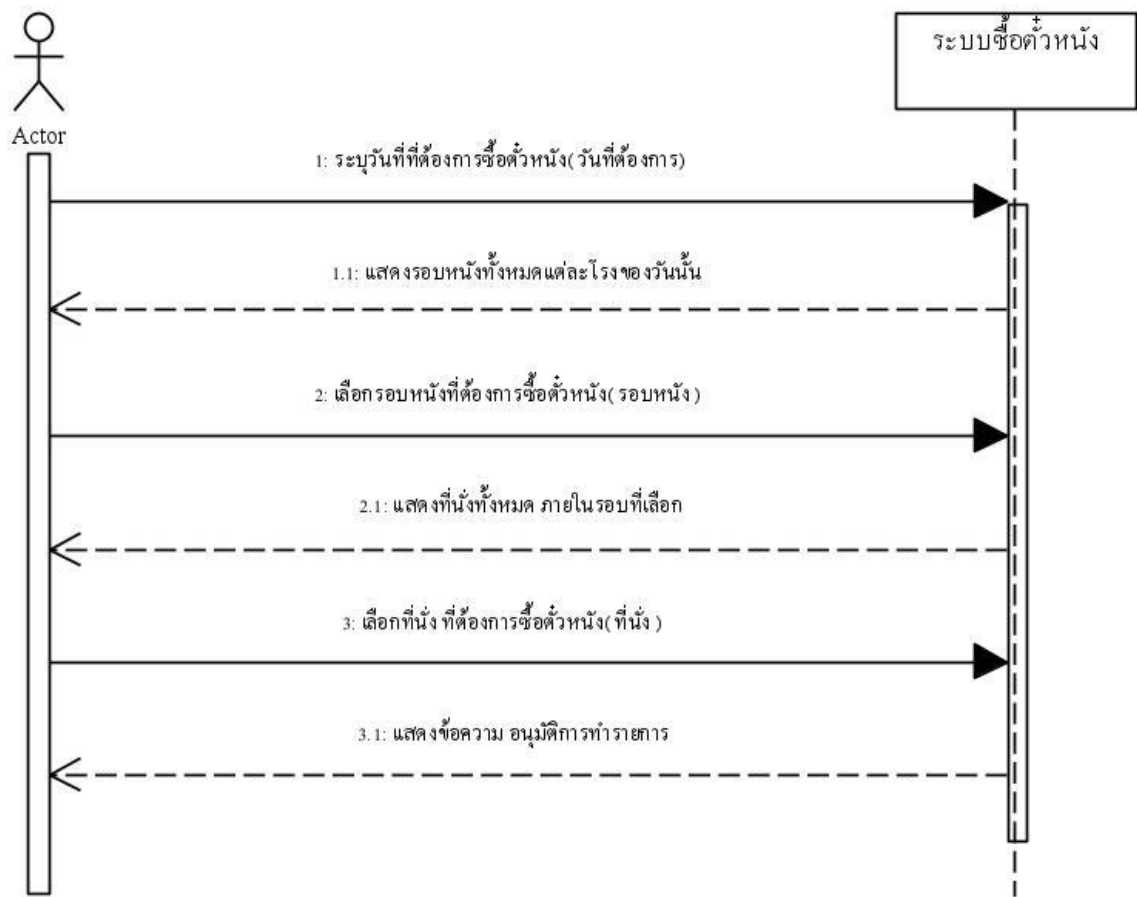 ระบบซื้อตั๋วหนัง
Actor
1: ระบุวันที่ที่ต้องการซื้อตั๋วหนัง(วันที่ต้องการ)
1.1: แสดงรอบหนังทั้งหมดแต่ละโรงของวันนั้น
2: เลือกรอบหนังที่ต้องการซื้อตั๋วหนัง(รอบหนัง)
2.1: แสดงที่นั่งทั้งหมด ภายในรอบที่เลือก
3: เลือกที่นั่ง ที่ต้องการซื้อตั๋วหนัง(ที่นั่ง)
3.1: แสดงข้อความ อนุมัติการทำรายการ